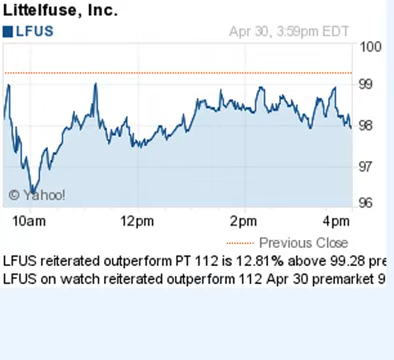 Littelfuse, Inc.
LFUS Apr 30, 3:59pm EDT
100
99
98
97
96
© Yahoo!
10am 12pm 2pm 4pm
Previous Close
LFUS reiterated outperform PT 112 is 12.81% above 99.28 pre
LFUS on watch reiterated outperform 112 Apr 30 premarket 9